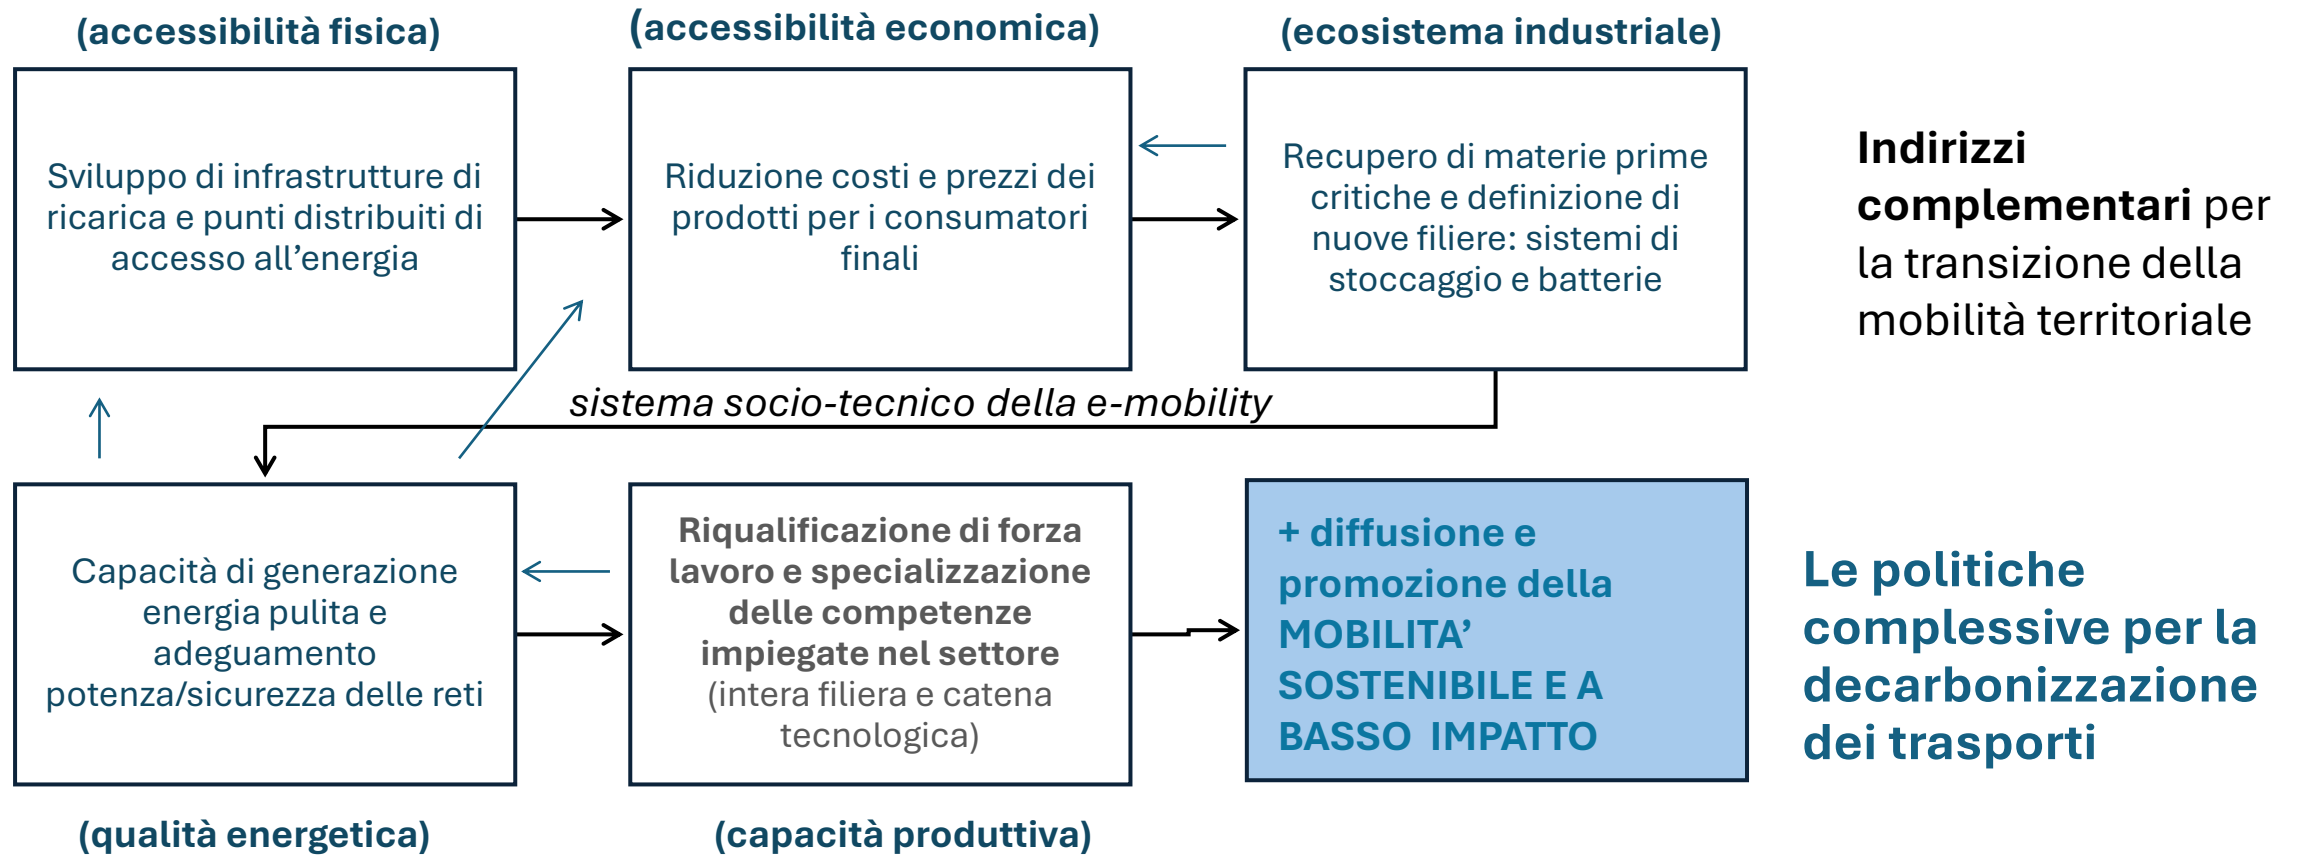 (accessibilità fisica)
(accessibilità economica)
(ecosistema industriale)
Sviluppo di infrastrutture di
ricarica e punti distribuiti di
accesso all’energia
Riduzione costi e prezzi dei
prodotti per i consumatori
finali
Recupero di materie prime
critiche e definizione di
nuove filiere: sistemi di
stoccaggio e batterie
Indirizzi
complementari per
la transizione della
mobilità territoriale
sistema socio-tecnico della e-mobility
Capacità di generazione
energia pulita e
adeguamento
potenza/sicurezza delle reti
Riqualificazione di forza
lavoro e specializzazione
delle competenze
impiegate nel settore
(intera filiera e catena
tecnologica)
+ diffusione e
promozione della
MOBILITA’
SOSTENIBILE E A
BASSO IMPATTO
Le politiche
complessive per la
decarbonizzazione
dei trasporti
(qualità energetica)
(capacità produttiva)